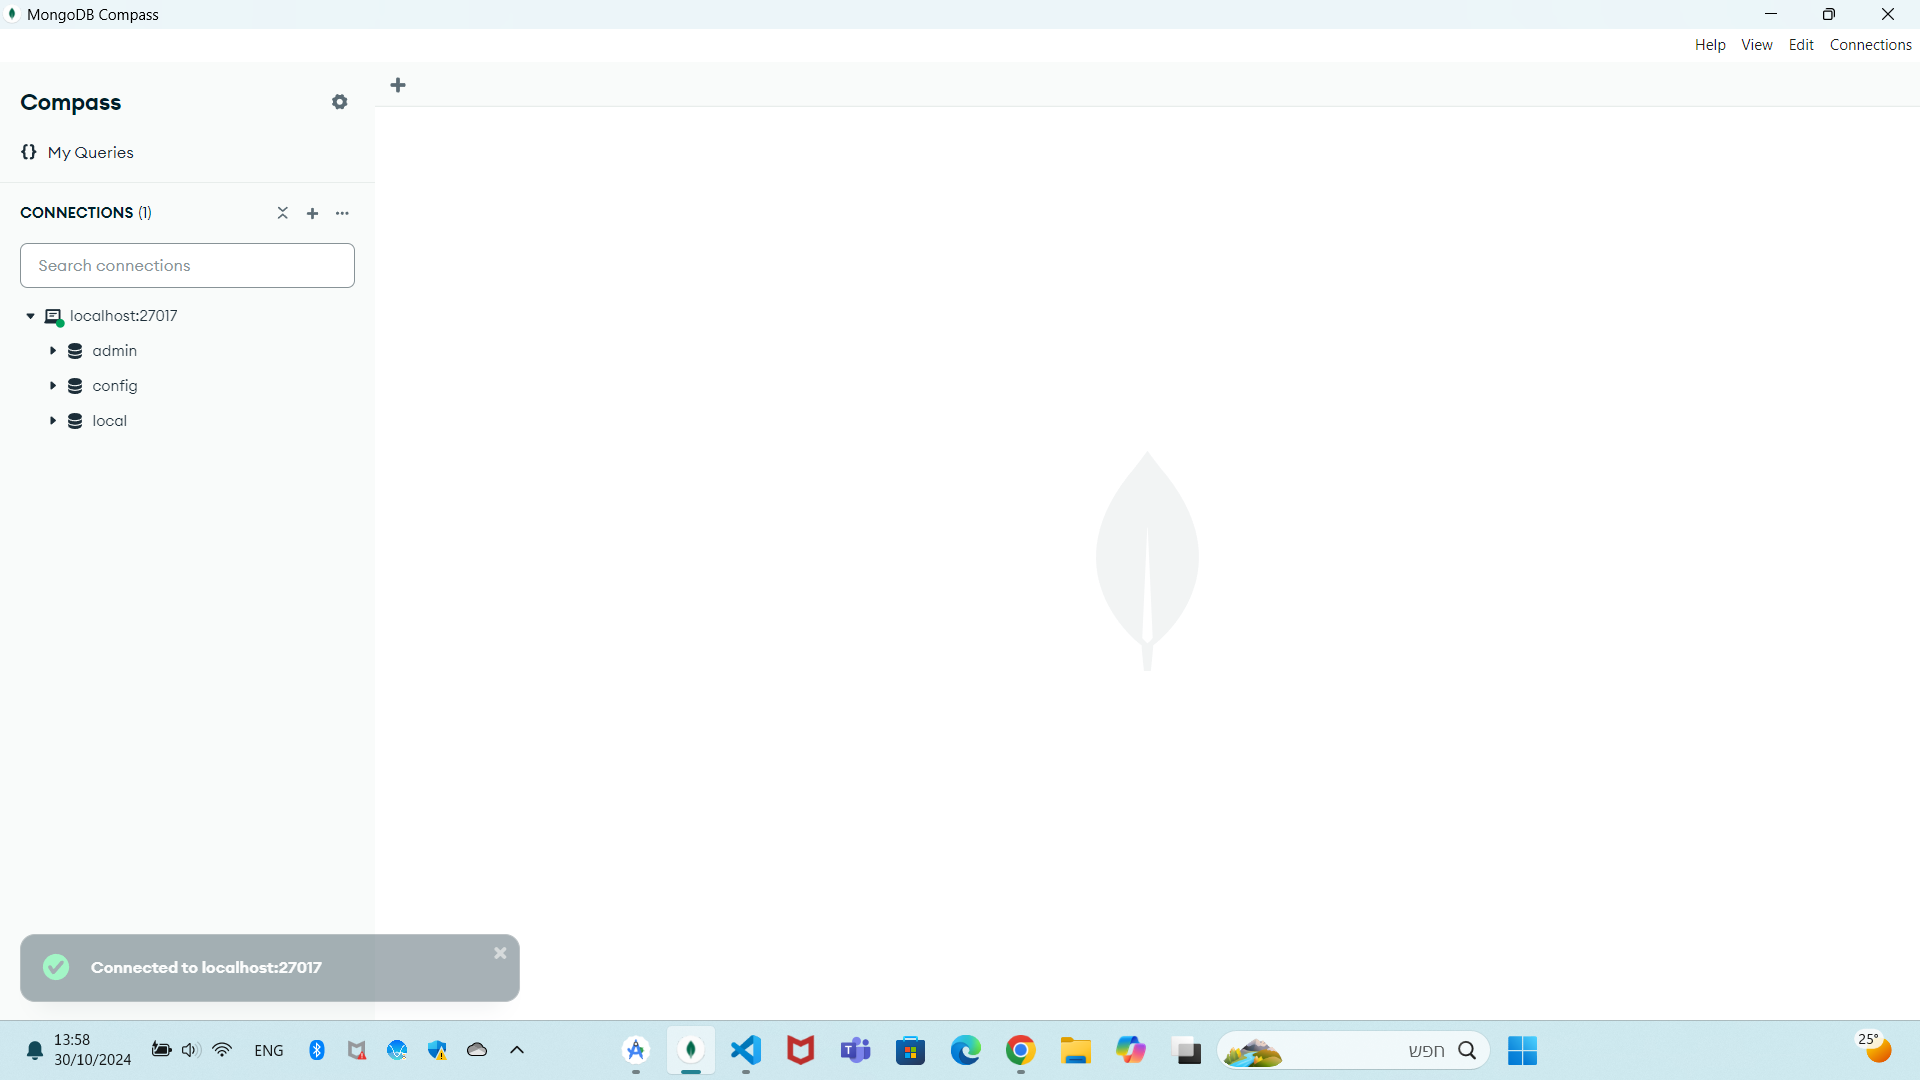 MongoDB Compass
Help View Edit Connections
Compass
{} My Queries
CONNECTIONS (1)
Search connections
localhost:27017
admin
config
local
Connected to localhost:27017
13:58
30/10/2024
ENG
חפש
25°